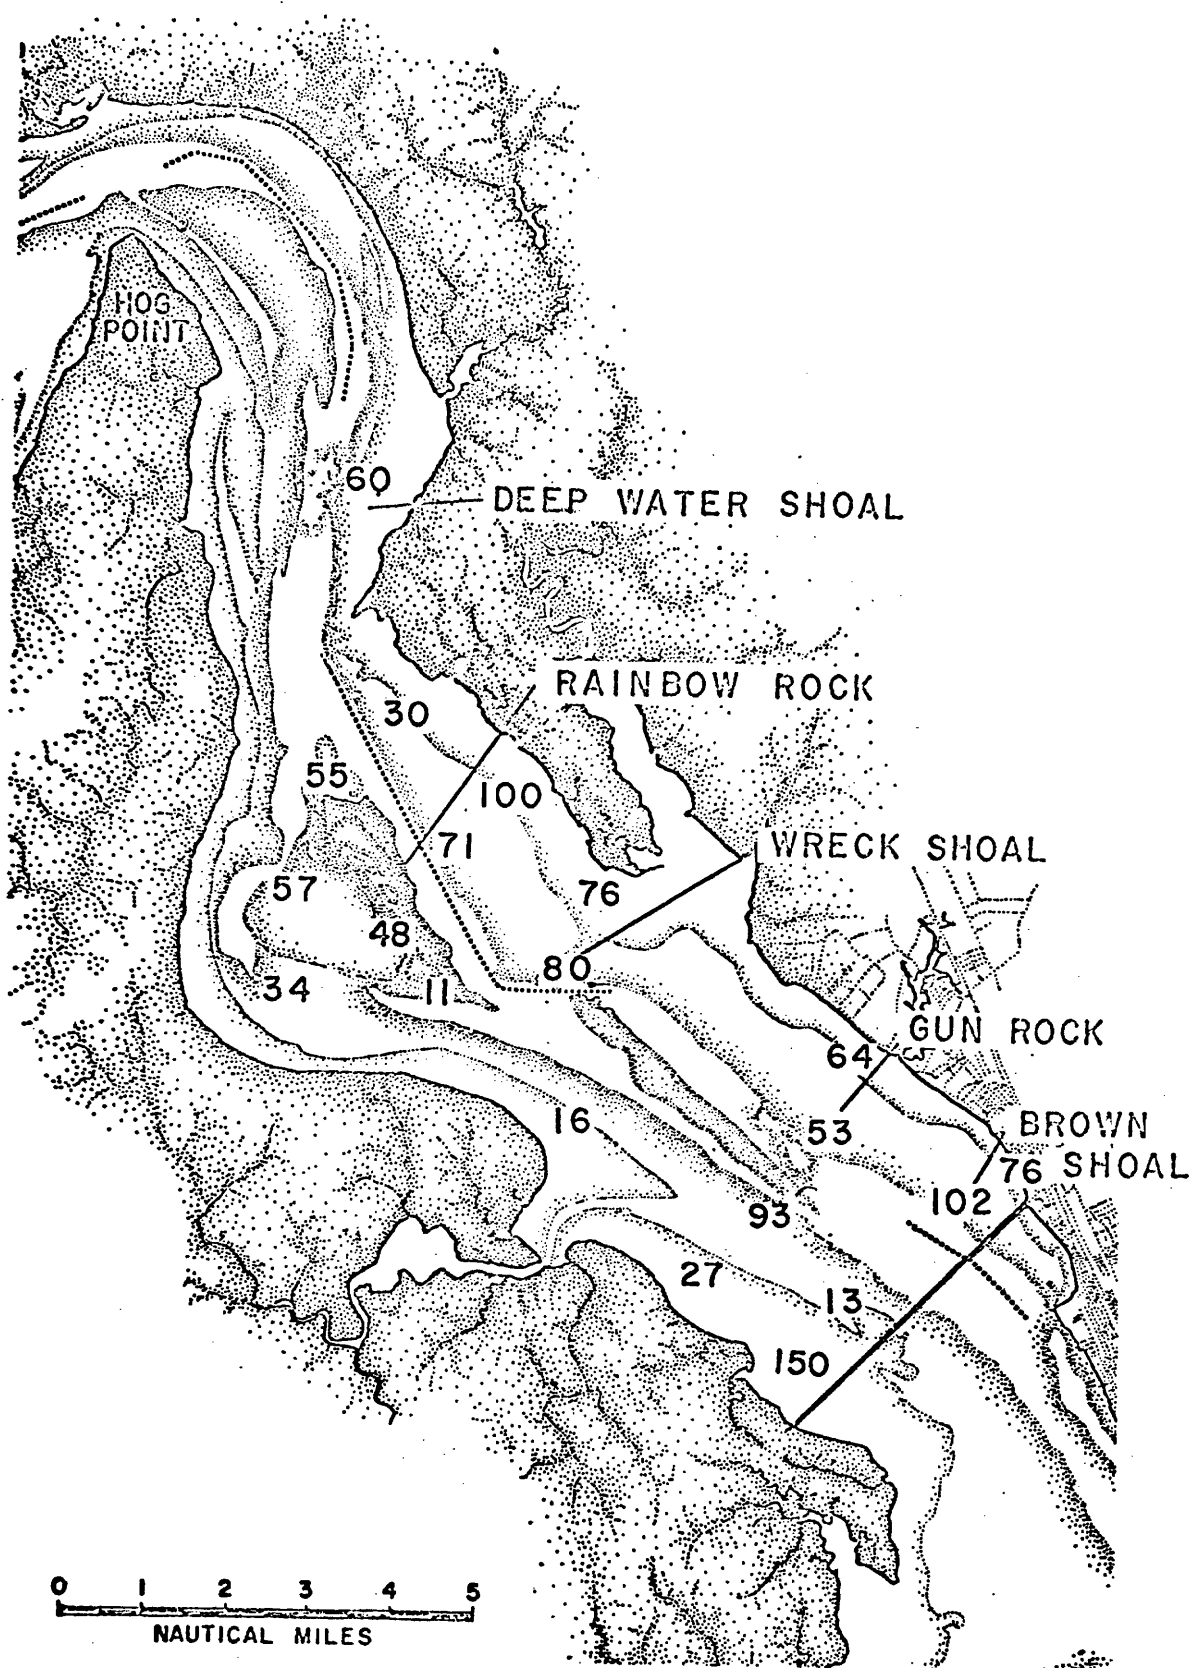 HOG
POINT
60
DEEP WATER SHOAL
RAINBOW ROCK
30
55
100
71
WRECK SHOAL
57
76
48
80
34
11
GUN ROCK
64
16
53
BROWN
SHOAL
76
102
93
27
13
150
0 1 2 3 4 5
NAUTICAL MILES